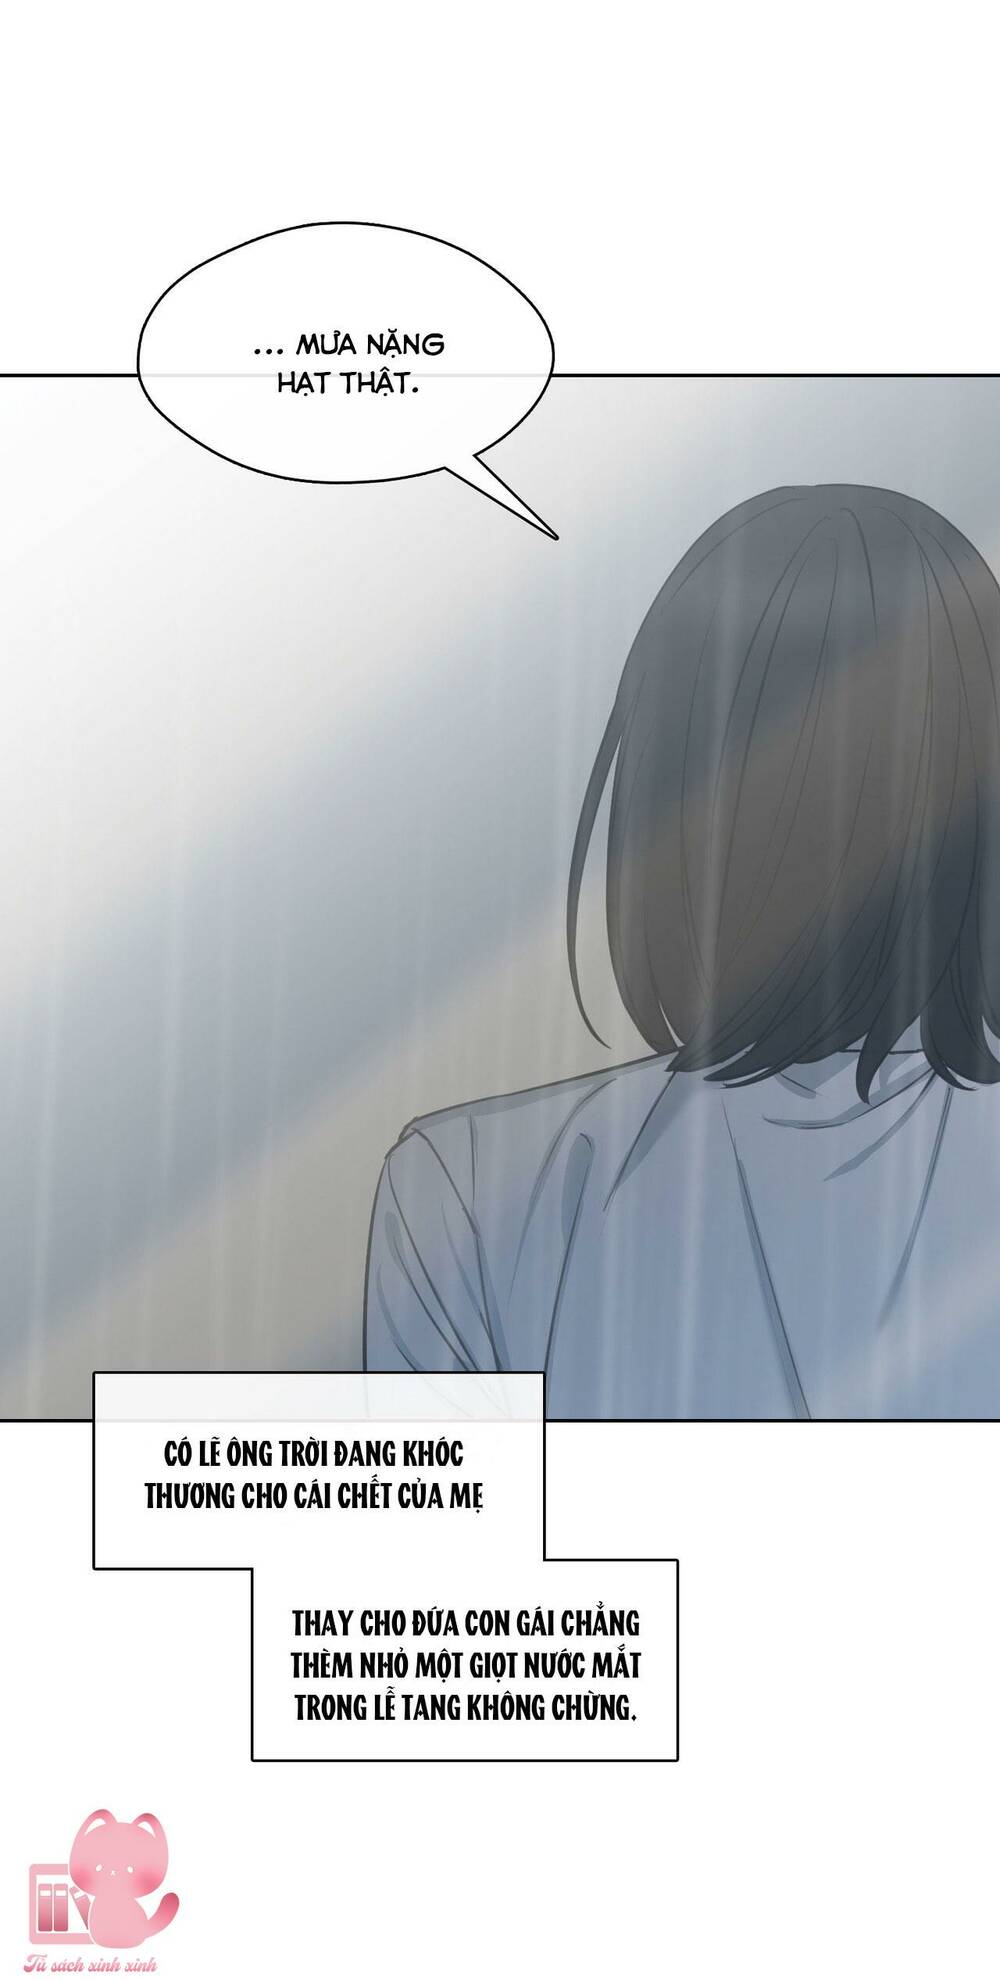 ... MƯA NẶNG
HẠT THẬT.
CÓ LẼ ÔNG TRỜI ĐANG KHÓC
THƯƠNG CHO CÁI CHẾT CỦA MẸ
THAY CHO ĐỨA CON GÁI CHẲNG
THÈM NHỎ MỘT GIỌT NƯỚC MẮT
TRONG LỄ TANG KHÔNG CHỪNG.
Tủ sách xinh xinh